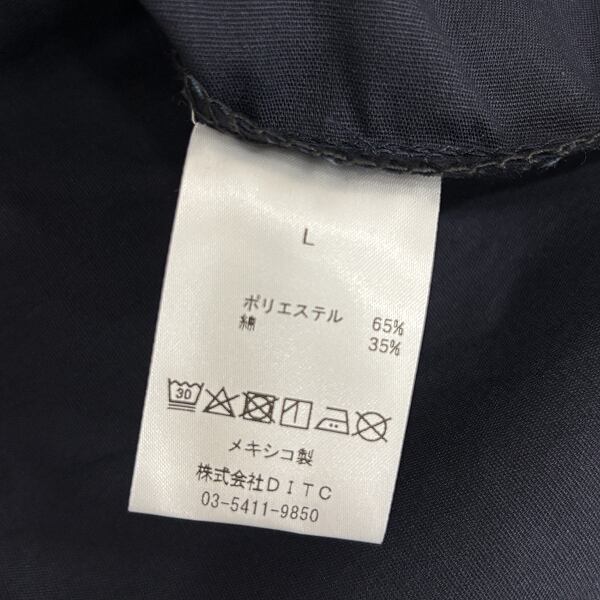 L
ポリエステル 65%
綿 35%
30
メキシコ製
株式会社DITC
03-5411-9850